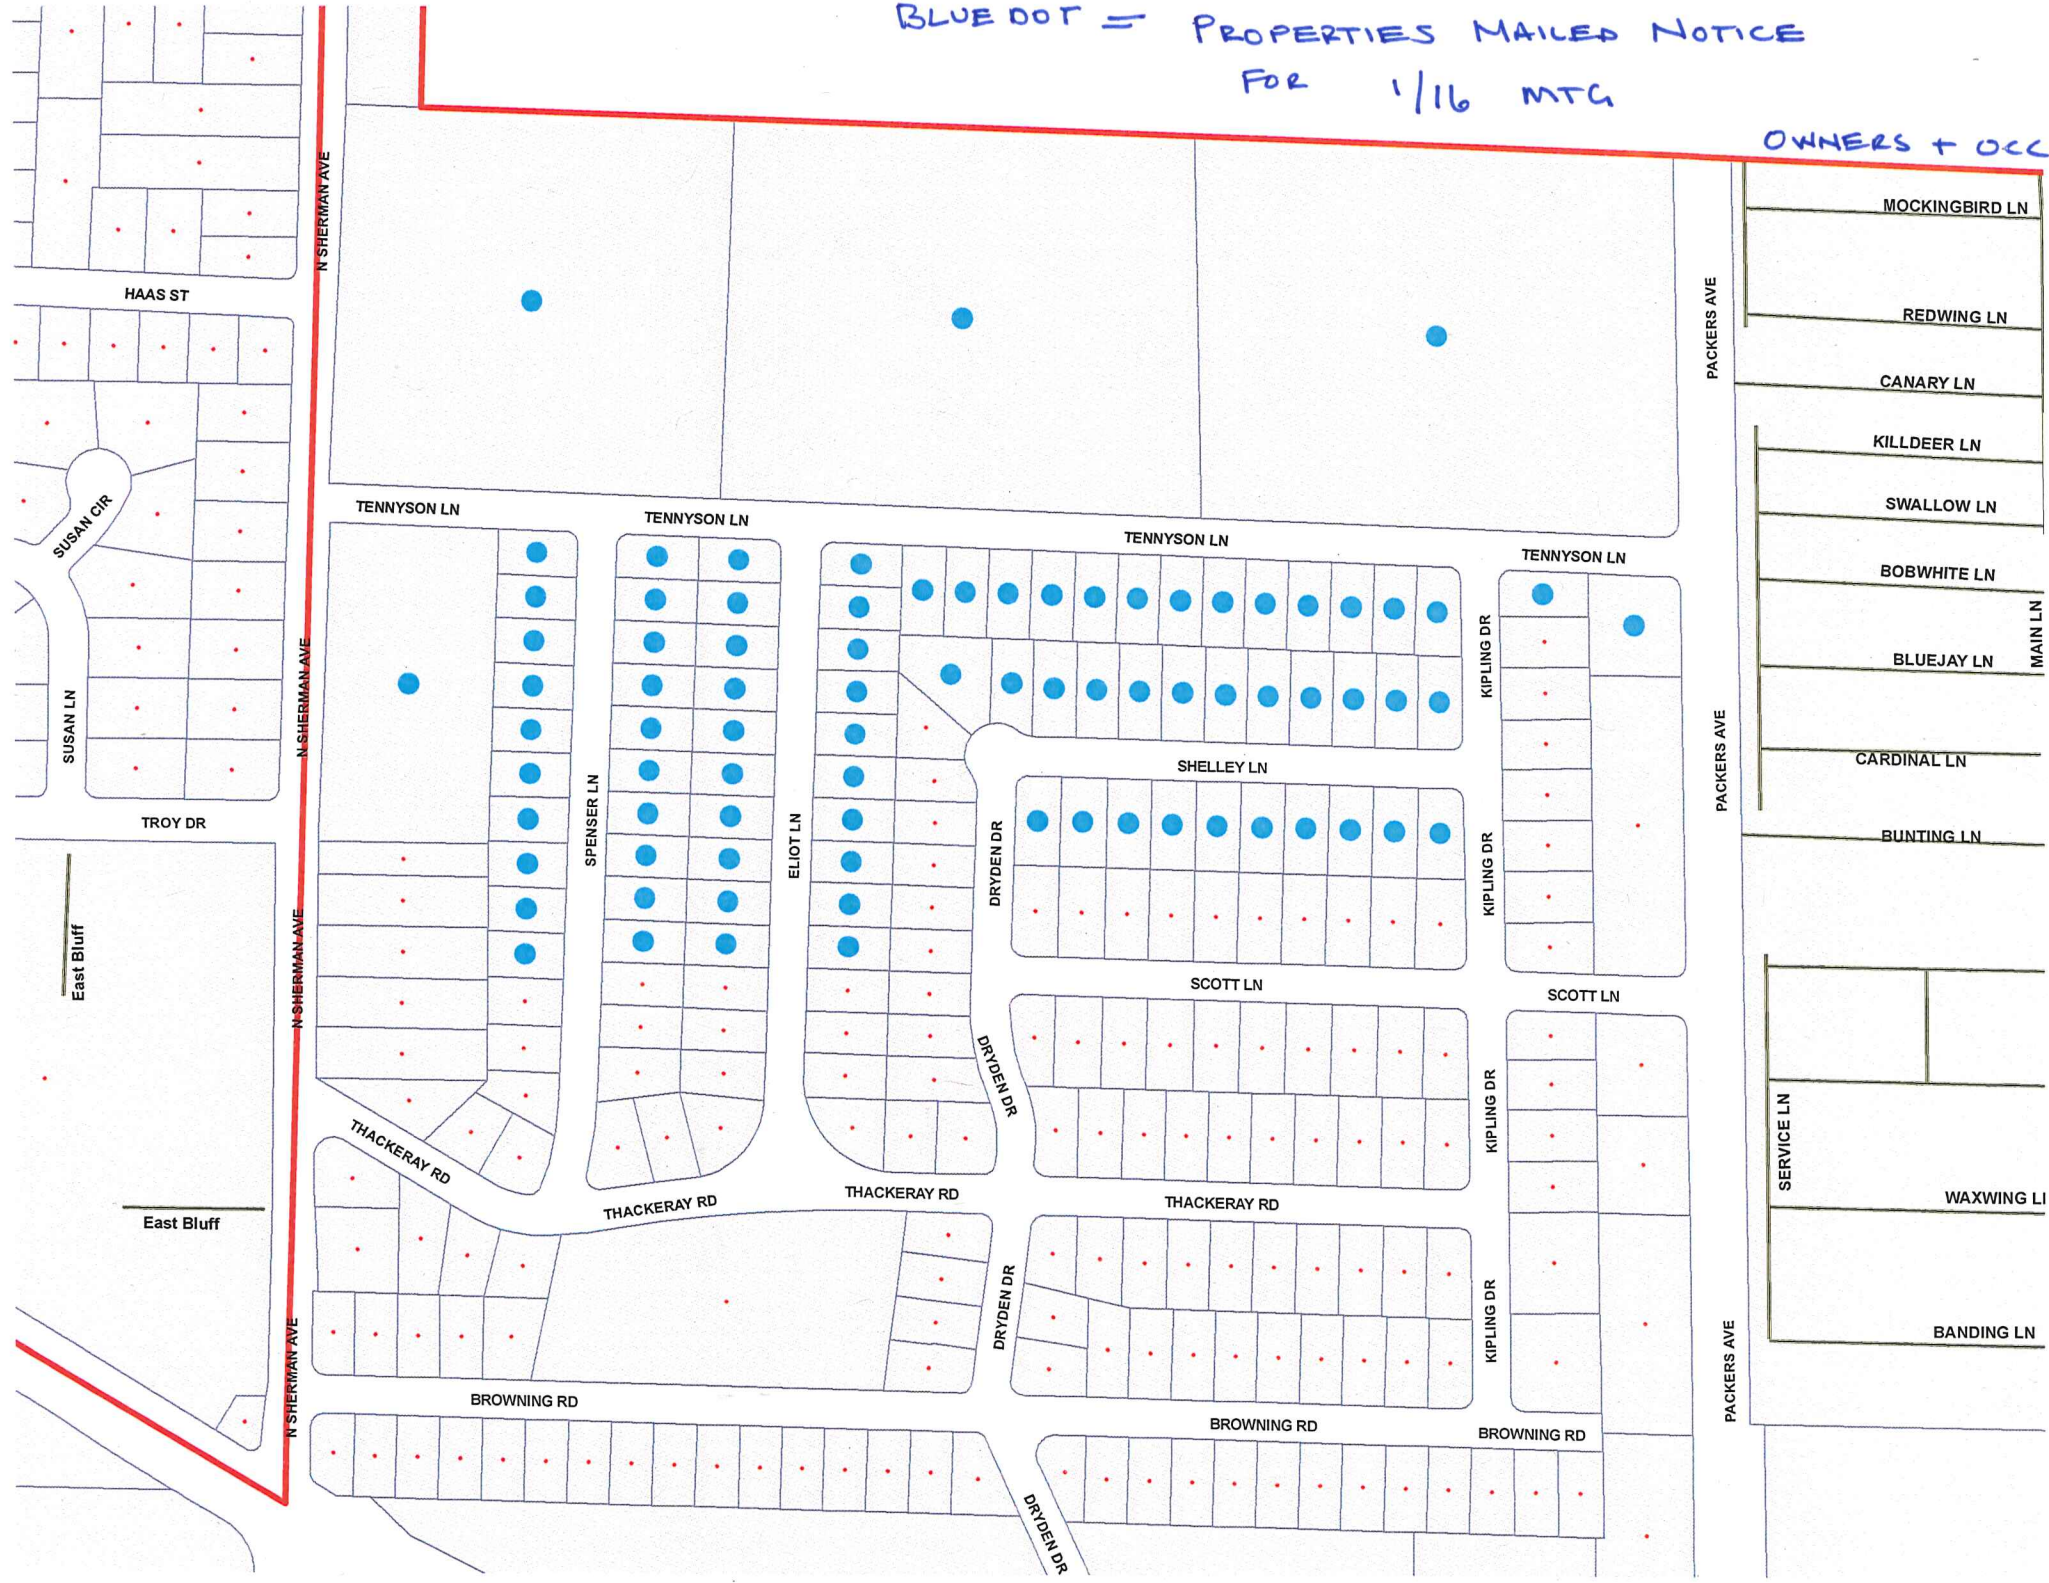 BLUE DOT = PROPERTIES MAILED NOTICE
FOR 1/16 MTG
OWNERS + OCC
N SHERMAN AVE
MOCKINGBIRD LN
HAAS ST
PACKERS AVE
REDWING LN
CANARY LN
KILLDEER LN
SUSAN CIR
TENNYSON LN
TENNYSON LN
TENNYSON LN
TENNYSON LN
SWALLOW LN
BOBWHITE LN
MAIN LN
KIPLING DR
BLUEJAY LN
SUSAN LN
N SHERMAN AVE
SHELLEY LN
PACKERS AVE
CARDINAL LN
TROY DR
SPENSER LN
ELIOT LN
DRYDEN DR
KIPLING DR
BUNTING LN
East Bluff
N SHERMAN AVE
SCOTT LN
SCOTT LN
DRYDEN DR
KIPLING DR
SERVICE LN
THACKERAY RD
THACKERAY RD
THACKERAY RD
THACKERAY RD
WAXWING LI
East Bluff
DRYDEN DR
KIPLING DR
BANDING LN
N SHERMAN AVE
PACKERS AVE
BROWNING RD
BROWNING RD
BROWNING RD
DRYDEN DR